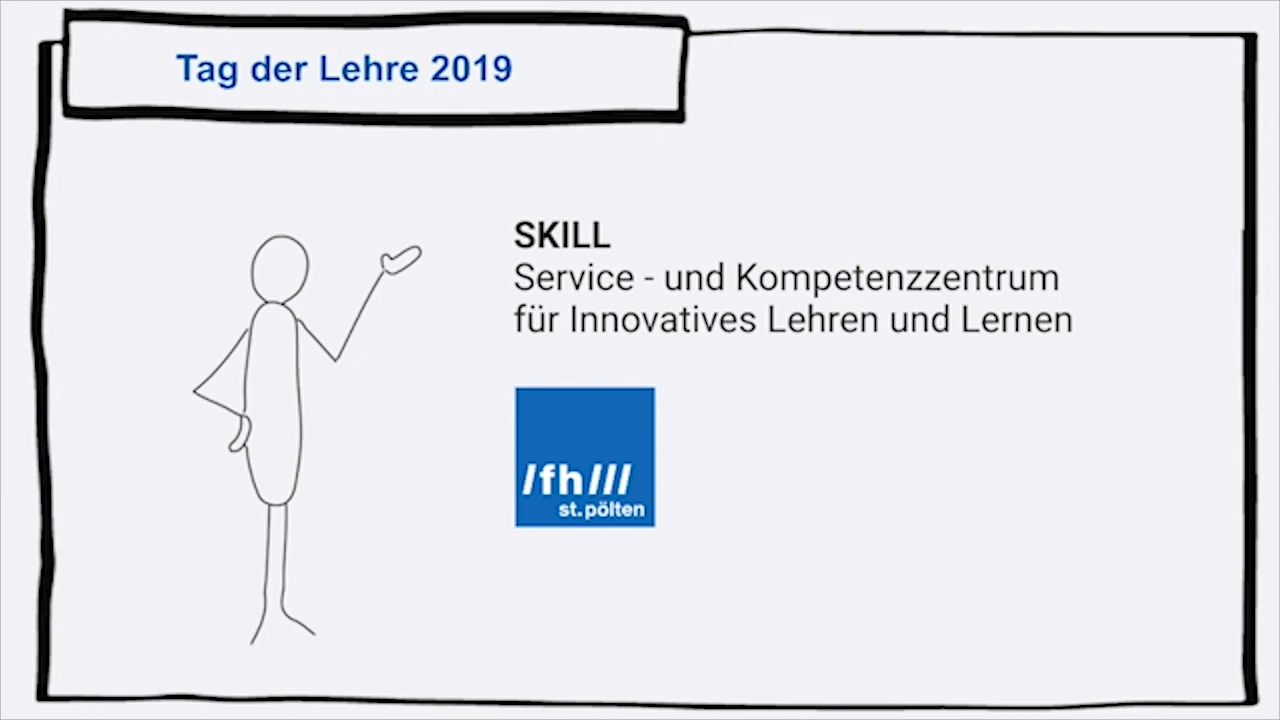 Tag der Lehre 2019
SKILL
Service - und Kompetenzzentrum
für Innovatives Lehren und Lernen
/fh///
st.pölten